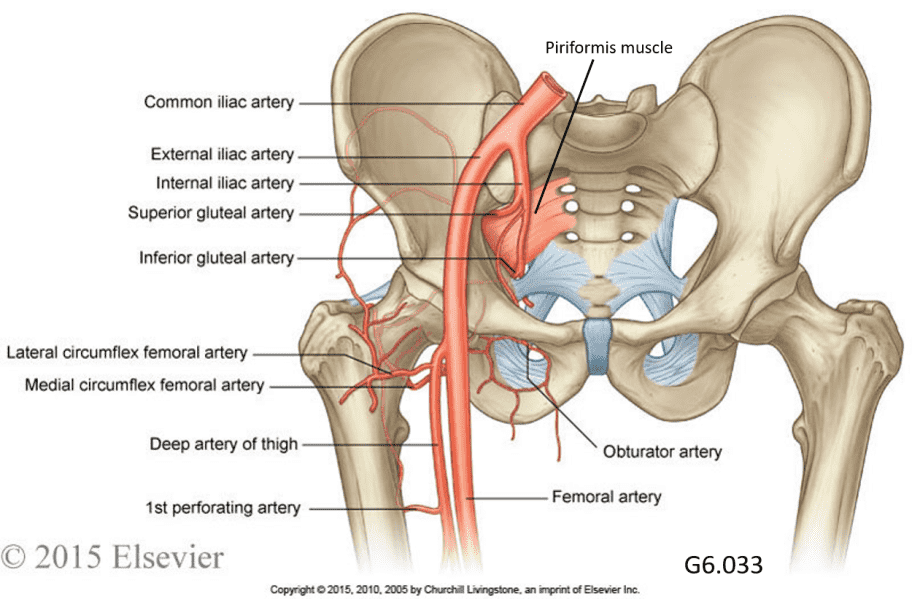 Piriformis muscle
Common iliac artery
External iliac artery
Internal iliac artery
Superior gluteal artery
Inferior gluteal artery
Lateral circumflex femoral artery
Medial circumflex femoral artery
Deep artery of thigh
Obturator artery
1st perforating artery
Femoral artery
© 2015 Elsevier
G6.033
Copyright © 2015, 2010, 2005 by Churchill Livingstone, an imprint of Elsevier Inc.